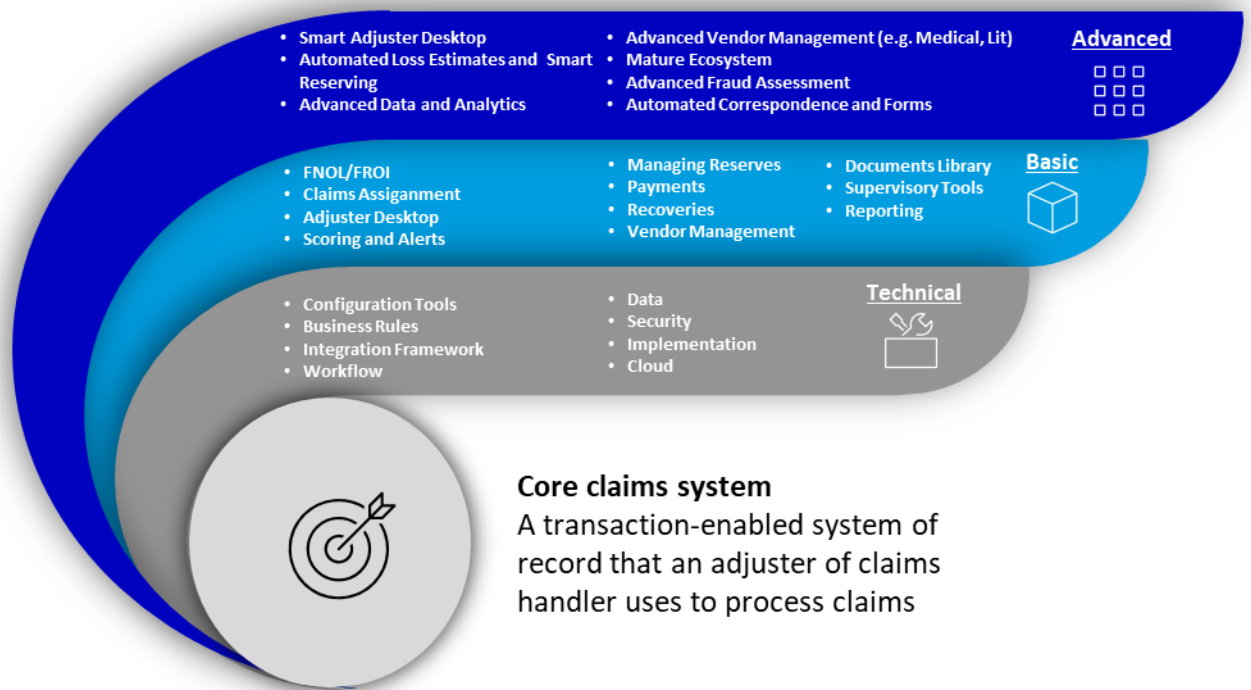 • Smart Adjuster Desktop
• Automated Loss Estimates and Smart
Reserving
• Advanced Data and Analytics
• Advanced Vendor Management (e.g. Medical, Lit)
• Mature Ecosystem
• Advanced Fraud Assessment
• Automated Correspondence and Forms
Advanced
• FNOL/FROI
• Claims Assiganment
• Adjuster Desktop
• Scoring and Alerts
• Managing Reserves
• Payments
• Recoveries
• Vendor Management
• Documents Library
• Supervisory Tools
• Reporting
Basic
• Configuration Tools
• Business Rules
• Integration Framework
• Workflow
• Data
• Security
• Implementation
• Cloud
Technical
Core claims system
A transaction-enabled system of
record that an adjuster of claims
handler uses to process claims